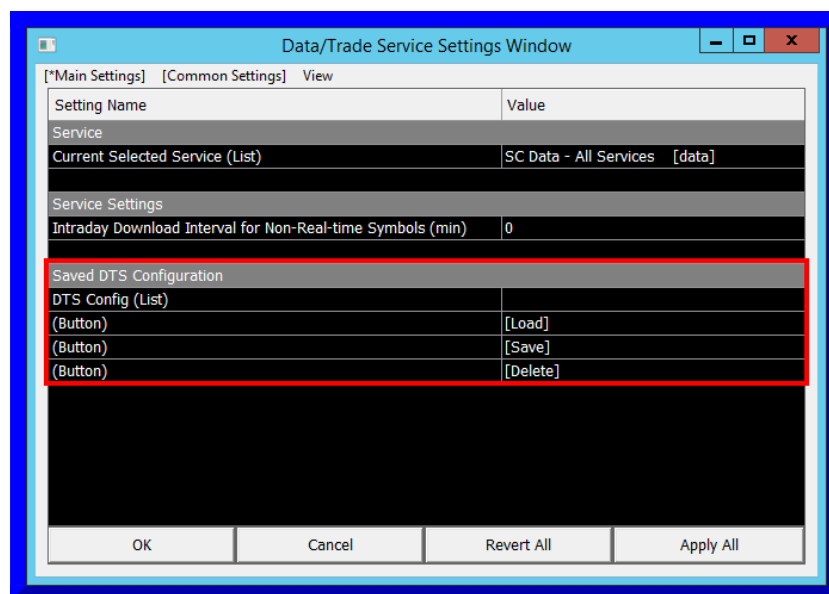 Data/Trade Service Settings Window
[*Main Settings] [Common Settings] View
Setting Name Value
Service
Current Selected Service (List) SC Data - All Services [data]
Service Settings
Intraday Download Interval for Non-Real-time Symbols (min) 0
Saved DTS Configuration
DTS Config (List)
(Button) [Load]
(Button) [Save]
(Button) [Delete]
OK Cancel Revert All Apply All